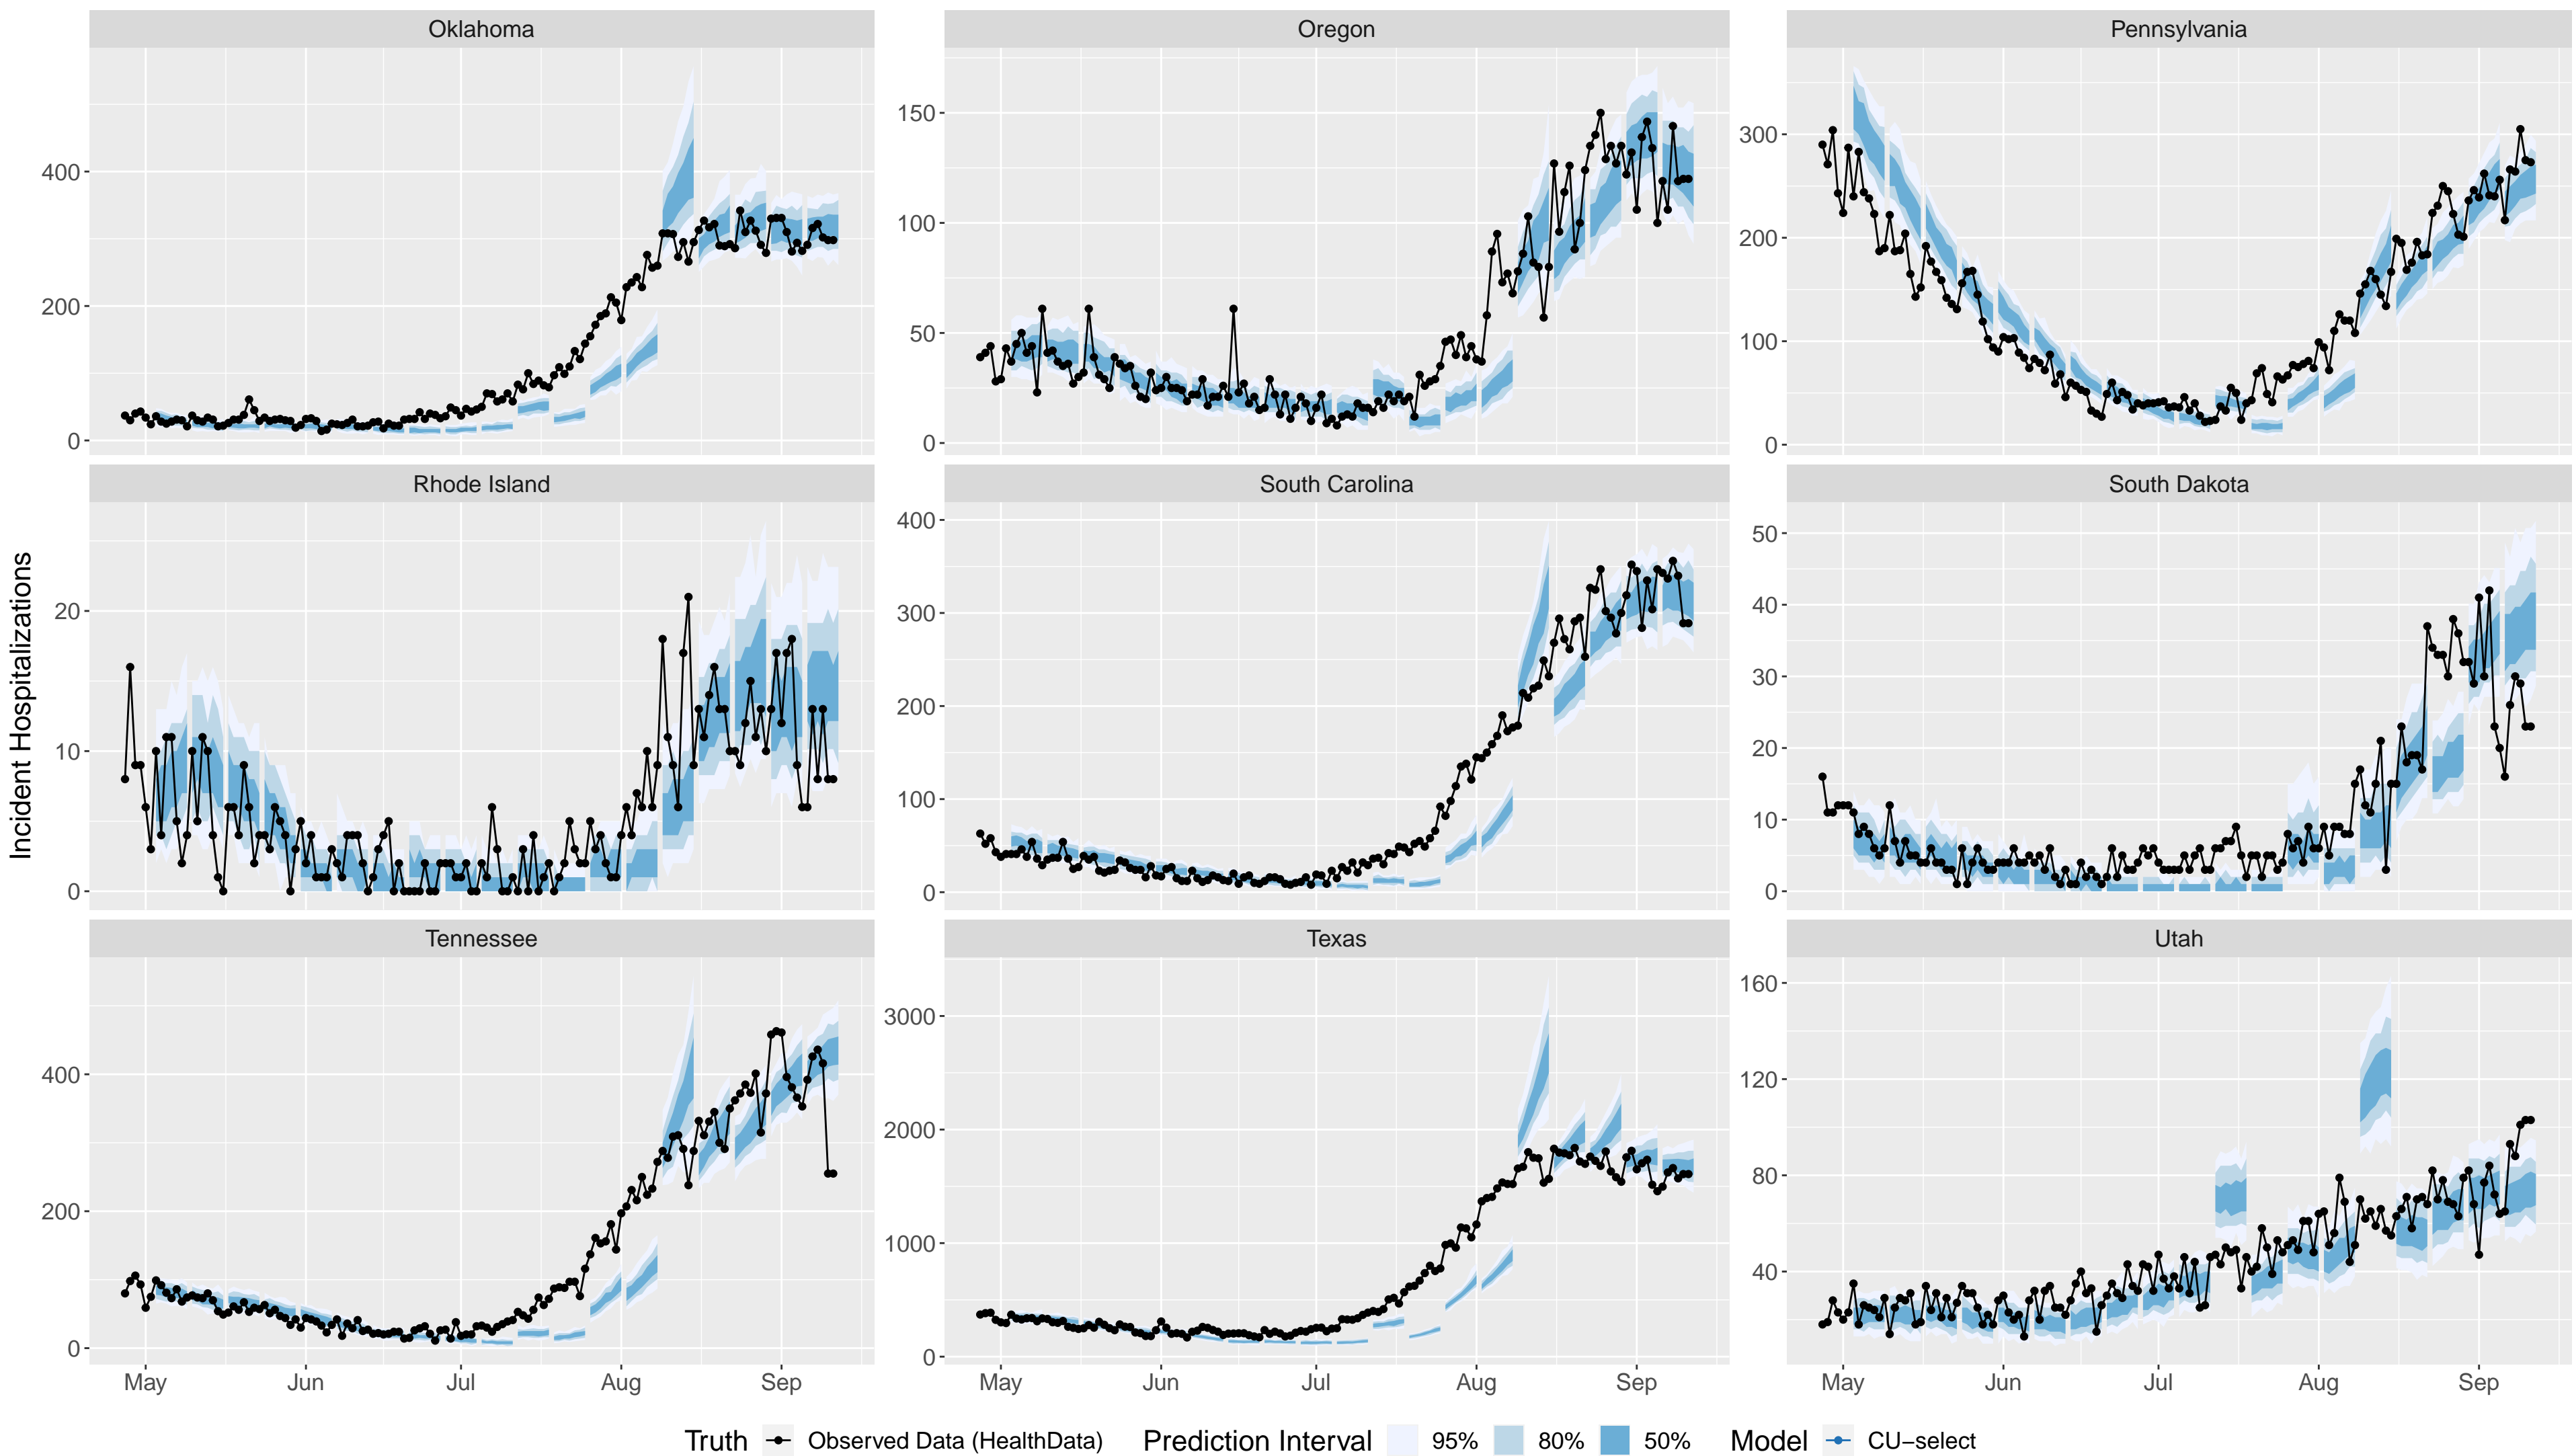 Oklahoma
Oregon
Pennsylvania
400
200
0
150
100
50
0
300
200
100
0
Incident Hospitalizations
Rhode Island
South Carolina
South Dakota
20
10
0
400
300
200
100
0
50
40
30
20
10
0
Tennessee
Texas
Utah
400
200
0
3000
2000
1000
0
160
120
80
40
May Jun Jul Aug Sep
May Jun Jul Aug Sep
May Jun Jul Aug Sep
Truth Observed Data (HealthData) Prediction Interval 95% 80% 50% Model CU−select